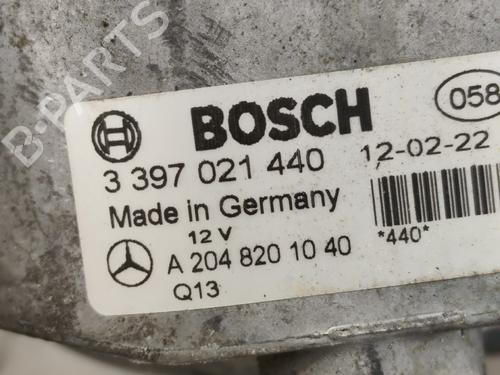 BOSCH 058
3 397 021 440 12-02-22
Made in Germany
12 V *440*
A 204 820 10 40
Q13
B-PARTS